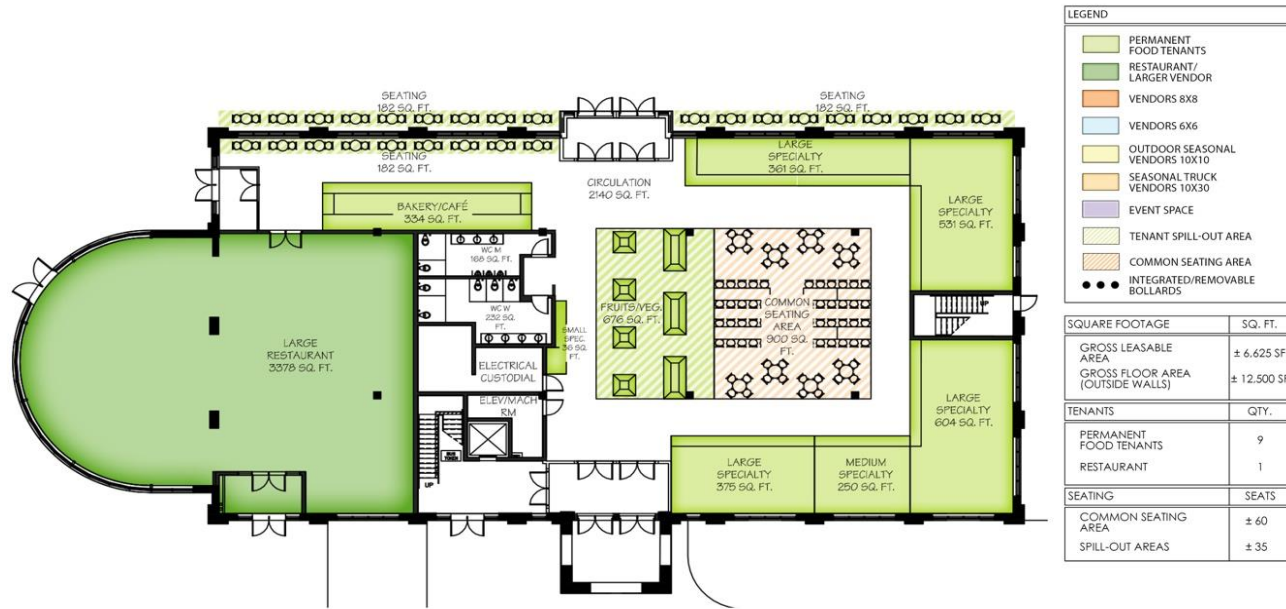 SEATING
182 SQ. FT.
SEATING
182 SQ. FT.
SEATING
182 SQ. FT.
CIRCULATION
2140 SQ. FT.
LARGE
SPECIALTY
361 SQ. FT.
BAKERY/CAFÉ
334 SQ. FT.
LARGE
SPECIALTY
531 SQ. FT.
WC M
168 SQ. FT.
WC W
232 SQ.
FT.
SMALL
SPEC.
36 SQ.
FT.
FRUITS/VEG.
676 SQ. FT.
COMMON
SEATING
AREA
900 SQ.
FT.
UP
LARGE
RESTAURANT
3378 SQ. FT.
ELECTRICAL
CUSTODIAL
ELEV/MACH
RM
UP
LARGE
SPECIALTY
604 SQ. FT.
LARGE
SPECIALTY
375 SQ. FT.
MEDIUM
SPECIALTY
250 SQ. FT.
LEGEND
PERMANENT
FOOD TENANTS
RESTAURANT/
LARGER VENDOR
VENDORS 8X8
VENDORS 6X6
OUTDOOR SEASONAL
VENDORS 10X10
SEASONAL TRUCK
VENDORS 10X30
EVENT SPACE
TENANT SPILL-OUT AREA
COMMON SEATING AREA
INTEGRATED/REMOVABLE
BOLLARDS
SQUARE FOOTAGE SQ. FT.
GROSS LEASABLE
AREA ± 6,625 SF
GROSS FLOOR AREA
(OUTSIDE WALLS) ± 12,500 SF
TENANTS QTY.
PERMANENT
FOOD TENANTS 9
RESTAURANT 1
SEATING SEATS
COMMON SEATING
AREA ± 60
SPILL-OUT AREAS ± 35